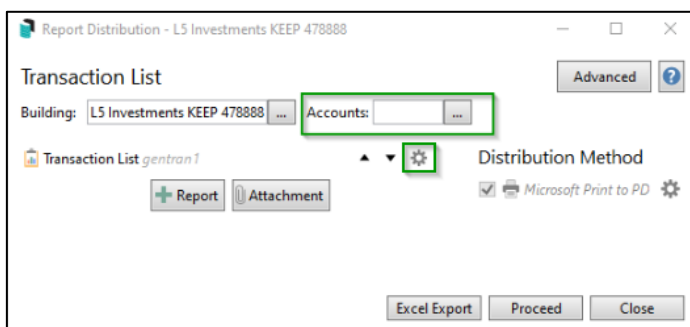 Report Distribution - L5 Investments KEEP 478888
Transaction List
Advanced
?
Building: L5 Investments KEEP 478888 ... Accounts: ...
Transaction List gentran1
Distribution Method
+ Report Attachment
Microsoft Print to PD
Excel Export Proceed Close